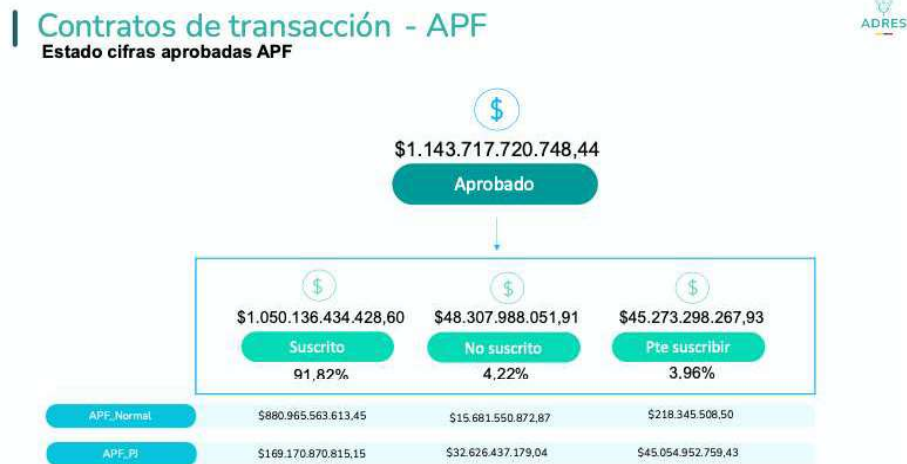 Contratos de transacción - APF
Estado cifras aprobadas APF
ADRES
$
$1.143.717.720.748,44
Aprobado
$ $ $
$1.050.136.434.428,60 $48.307.988.051,91 $45.273.298.267,93
Suscrito No suscrito Pte suscribir
91,82% 4,22% 3.96%
APF_Normal $880.965.563.613,45 $15.681.550.872,87 $218.345.508,50
APF_PJ $169.170.870.815,15 $32.626.437.179,04 $45.054.952.759,43